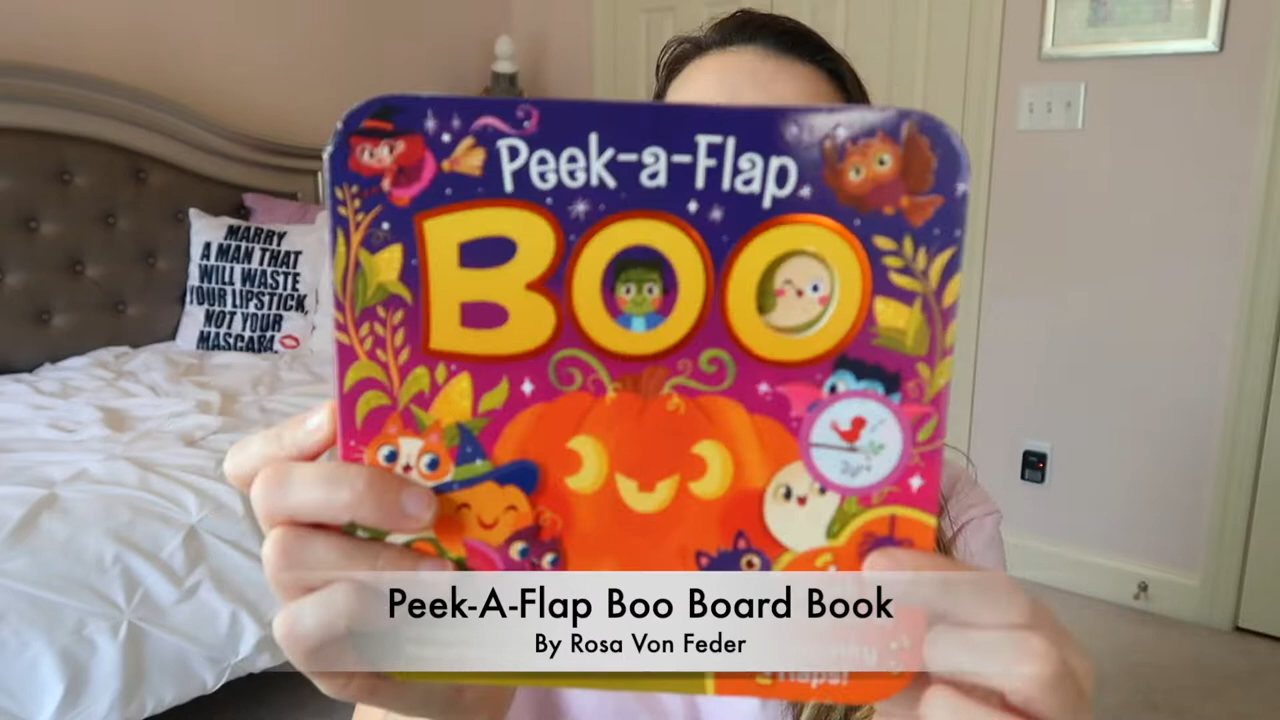 Peek-a-Flap
BOO
MARRY
A MAN THAT
WILL WASTE
YOUR LIPSTICK,
NOT YOUR
MASCARA.
Peek-A-Flap Boo Board Book
By Rosa Von Feder
flaps!